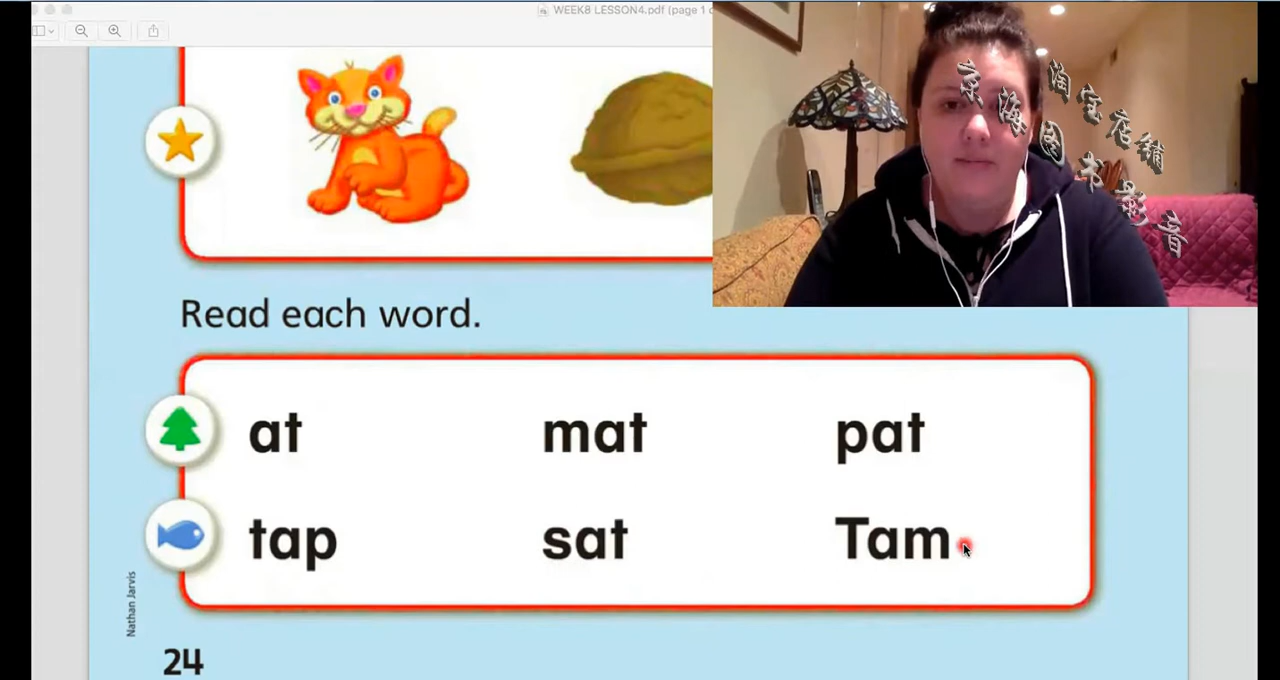 WEEK8 LESSON4.pdf (page 1 o
京海图书影音
淘宝店铺
Read each word.
at mat pat
tap sat Tam
Nathan Jarvis
24